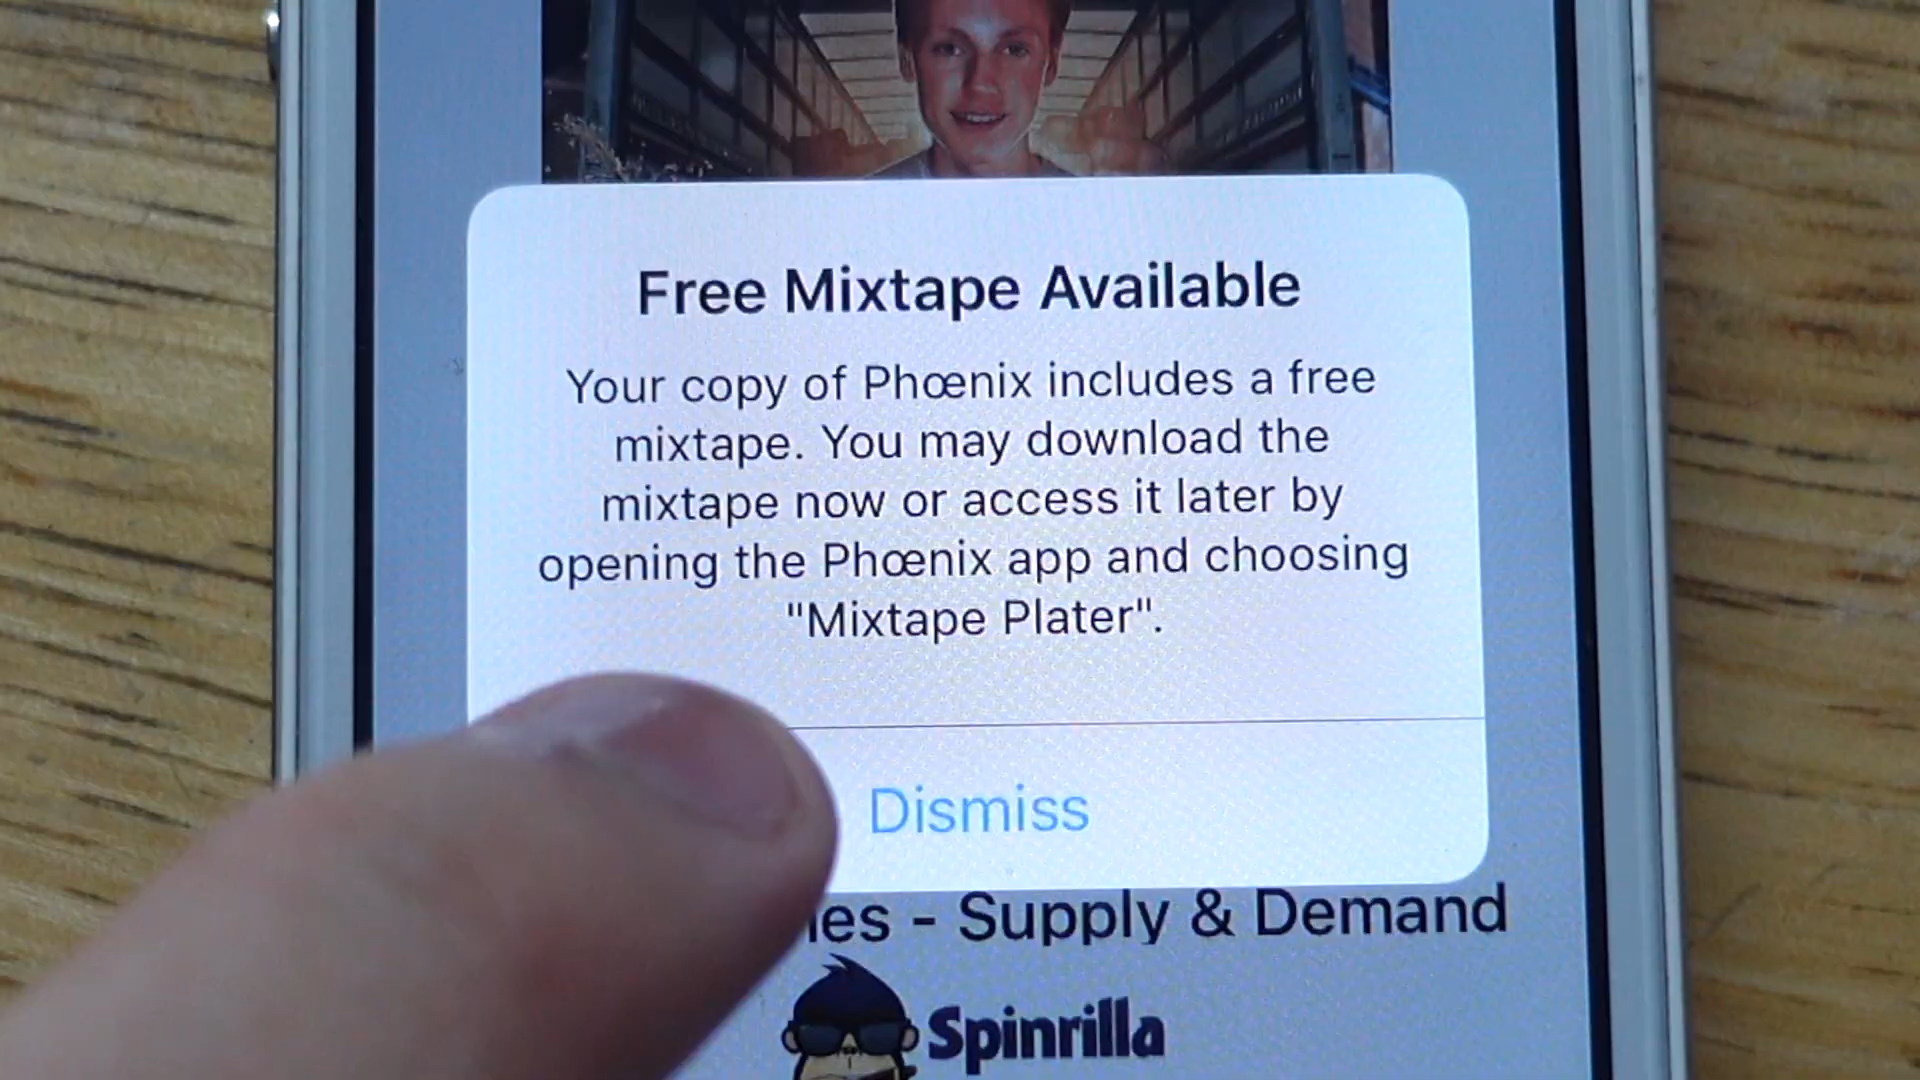 Free Mixtape Available
Your copy of Phœnix includes a free
mixtape. You may download the
mixtape now or access it later by
opening the Phœnix app and choosing
"Mixtape Plater".
Dismiss
- Supply & Demand
Spinrilla